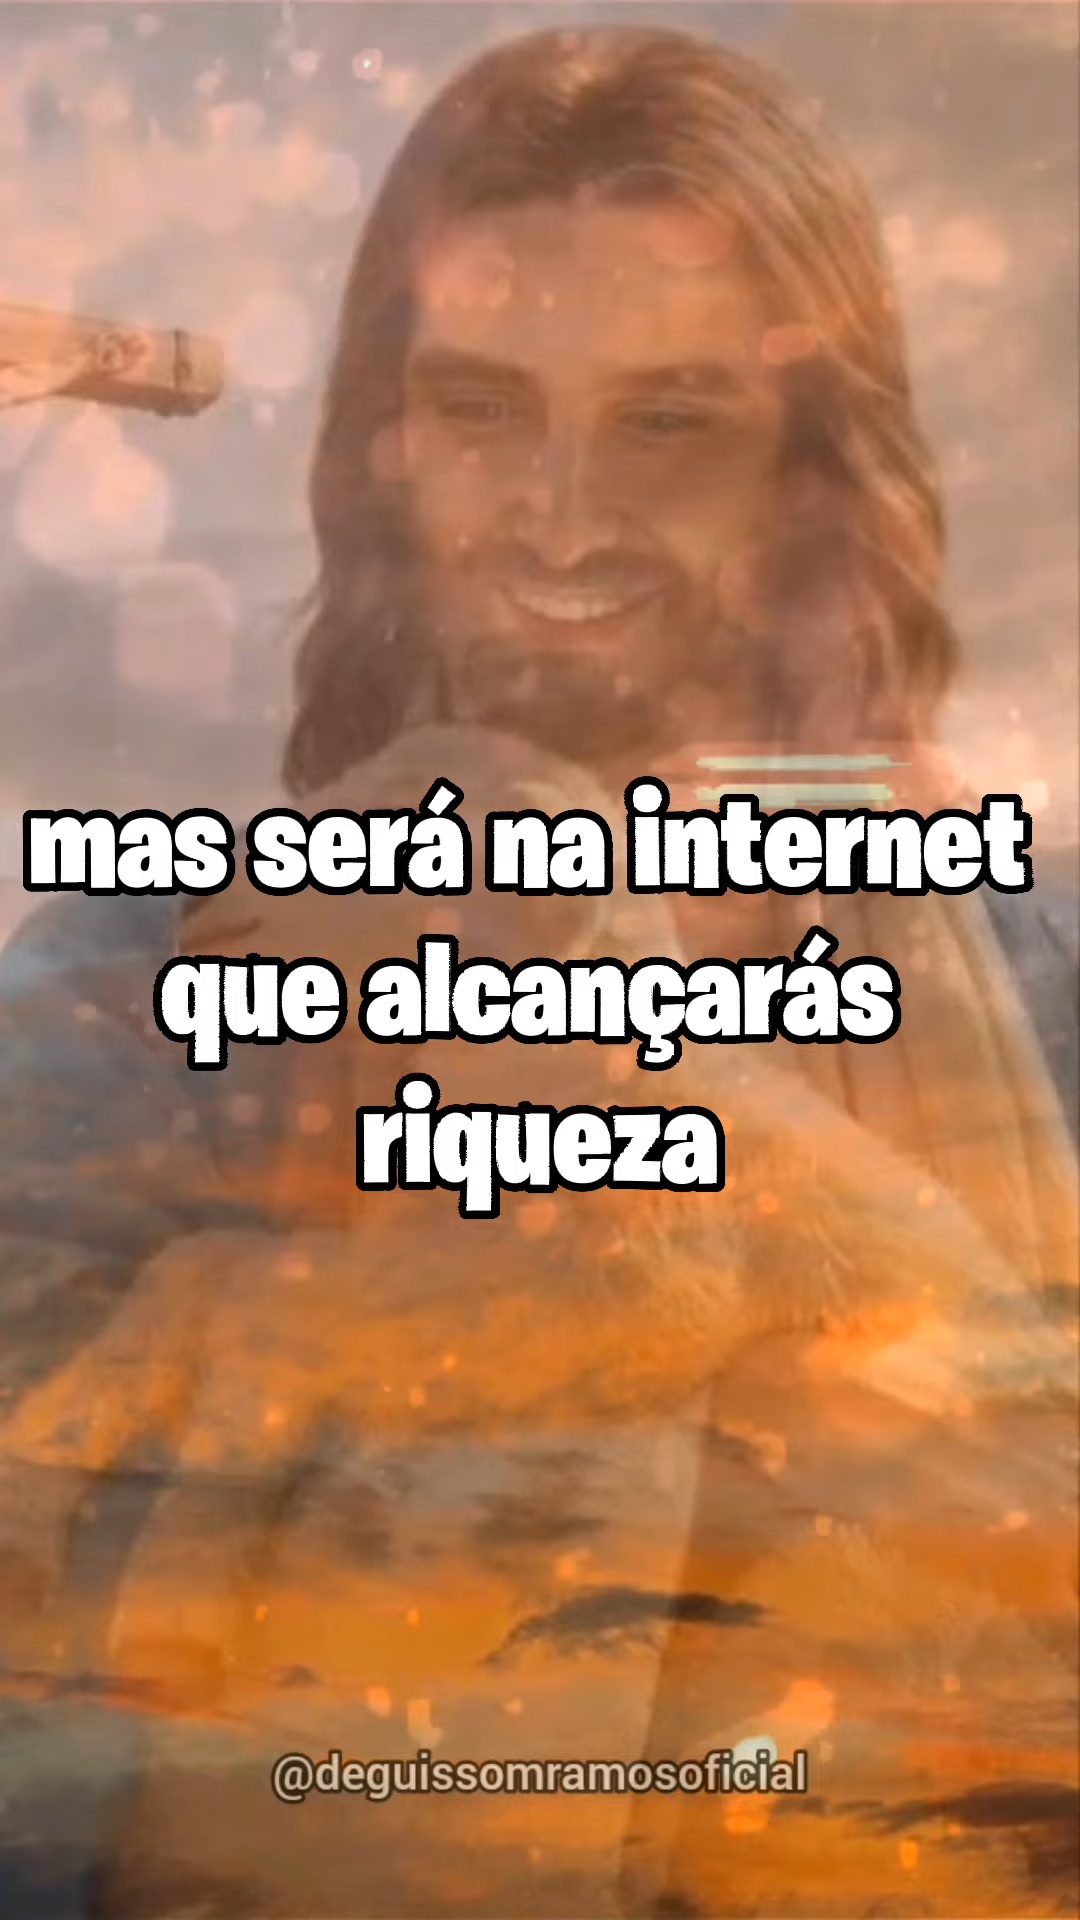 mas será na internet
que alcançarás
riqueza
@deguissomramosoficial